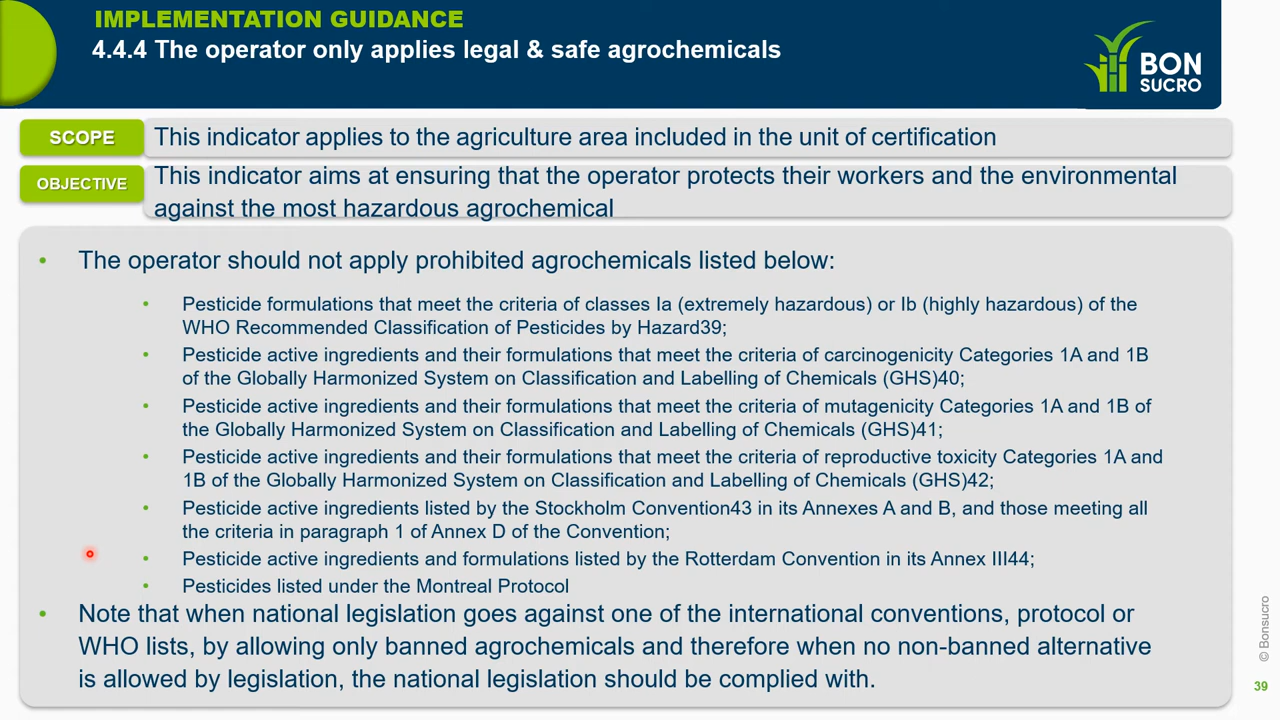 IMPLEMENTATION GUIDANCE
4.4.4 The operator only applies legal & safe agrochemicals
BON
SUCRO
SCOPE
This indicator applies to the agriculture area included in the unit of certification
OBJECTIVE
This indicator aims at ensuring that the operator protects their workers and the environmental
against the most hazardous agrochemical
• The operator should not apply prohibited agrochemicals listed below:
• Pesticide formulations that meet the criteria of classes Ia (extremely hazardous) or Ib (highly hazardous) of the
WHO Recommended Classification of Pesticides by Hazard39;
• Pesticide active ingredients and their formulations that meet the criteria of carcinogenicity Categories 1A and 1B
of the Globally Harmonized System on Classification and Labelling of Chemicals (GHS)40;
• Pesticide active ingredients and their formulations that meet the criteria of mutagenicity Categories 1A and 1B of
the Globally Harmonized System on Classification and Labelling of Chemicals (GHS)41;
• Pesticide active ingredients and their formulations that meet the criteria of reproductive toxicity Categories 1A and
1B of the Globally Harmonized System on Classification and Labelling of Chemicals (GHS)42;
• Pesticide active ingredients listed by the Stockholm Convention43 in its Annexes A and B, and those meeting all
the criteria in paragraph 1 of Annex D of the Convention;
• Pesticide active ingredients and formulations listed by the Rotterdam Convention in its Annex III44;
• Pesticides listed under the Montreal Protocol
• Note that when national legislation goes against one of the international conventions, protocol or
WHO lists, by allowing only banned agrochemicals and therefore when no non-banned alternative
is allowed by legislation, the national legislation should be complied with.
© Bonsucro
39